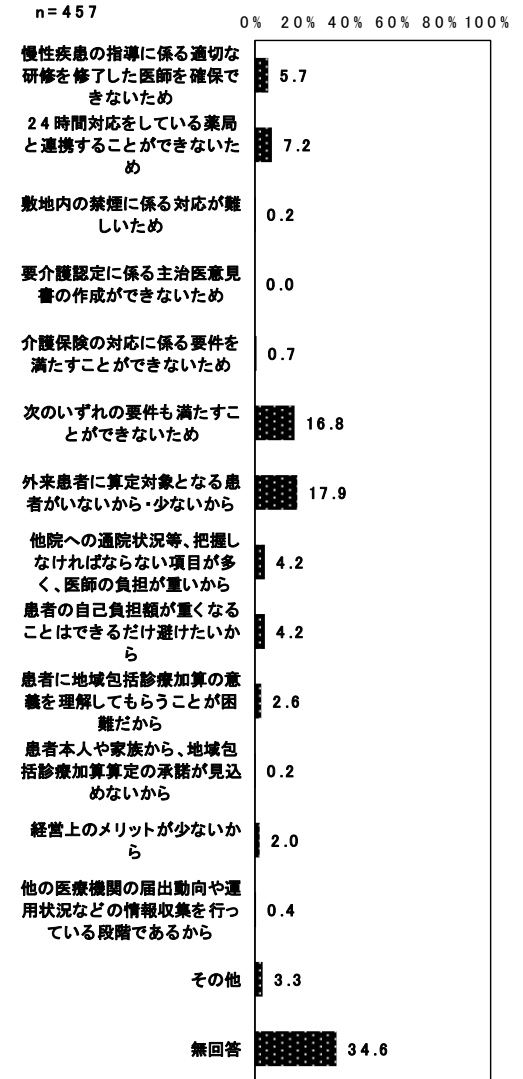 n=457
0% 20% 40% 60% 80% 100%
慢性疾患の指導に係る適切な
研修を修了した医師を確保で
きないため
5.7
24時間対応をしている薬局
と連携することができないた
め
7.2
敷地内の禁煙に係る対応が難
しいため
0.2
要介護認定に係る主治医意見
書の作成ができないため
0.0
介護保険の対応に係る要件を
満たすことができないため
0.7
次のいずれの要件も満たすこ
とができないため
16.8
外来患者に算定対象となる患
者がいないから・少ないから
17.9
他院への通院状況等、把握し
なければならない項目が多
く、医師の負担が重いから
4.2
患者の自己負担額が重くなる
ことはできるだけ避けたいか
ら
4.2
患者に地域包括診療加算の意
義を理解してもらうことが困
難だから
2.6
患者本人や家族から、地域包
括診療加算算定の承諾が見込
めないから
0.2
経営上のメリットが少ないか
ら
2.0
他の医療機関の届出動向や運
用状況などの情報収集を行っ
ている段階であるから
0.4
その他
3.3
無回答
34.6